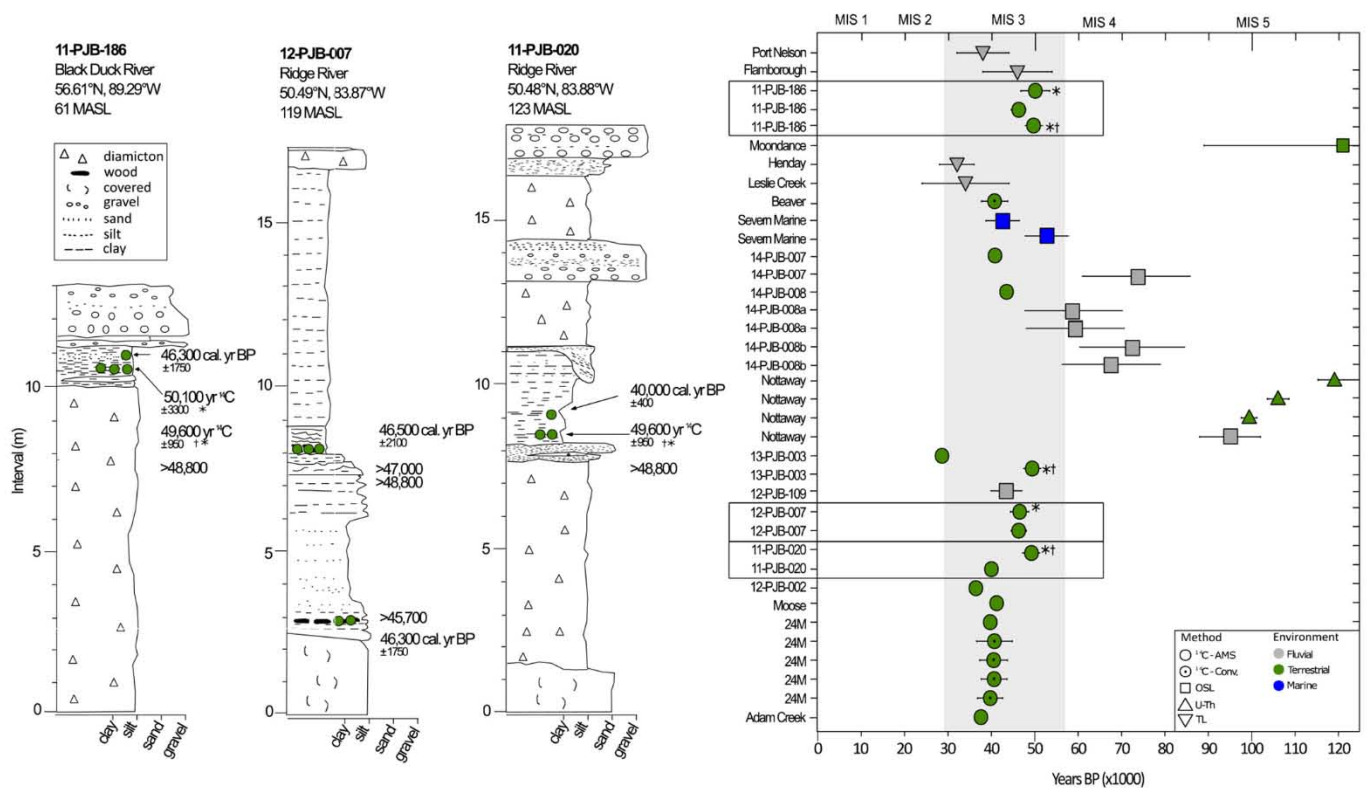 11-PJB-186
Black Duck River
56.61°N, 89.29°W
61 MASL
diamicton
wood
covered
gravel
sand
silt
clay
46,300 cal. yr BP
±1750
50,100 yr ¹⁴C
±3300 *
49,600 yr ¹⁴C
±950 †*
>48,800
10
5
0
Interval (m)
clay
silt
sand
gravel
12-PJB-007
Ridge River
50.49°N, 83.87°W
119 MASL
15
10
5
0
46,500 cal. yr BP
±2100
>47,000
>48,800
>45,700
46,300 cal. yr BP
±1750
clay
silt
sand
gravel
11-PJB-020
Ridge River
50.48°N, 83.88°W
123 MASL
15
10
5
0
40,000 cal. yr BP
±400
49,600 yr ¹⁴C
±950 †*
>48,800
clay
silt
sand
gravel
MIS 1 MIS 2 MIS 3 MIS 4 MIS 5
Port Nelson
Flamborough
11-PJB-186 *
11-PJB-186
11-PJB-186 *†
Moondance
Henday
Leslie Creek
Beaver
Severn Marine
Severn Marine
14-PJB-007
14-PJB-007
14-PJB-008
14-PJB-008a
14-PJB-008a
14-PJB-008b
14-PJB-008b
Nottaway
Nottaway
Nottaway
Nottaway
13-PJB-003
13-PJB-003 *†
12-PJB-109
12-PJB-007 *
12-PJB-007
11-PJB-020 *†
11-PJB-020
12-PJB-002
Moose
24M
24M
24M
24M
24M
Adam Creek
Method
¹⁴C - AMS
¹⁴C - Conv.
OSL
U-Th
TL
Environment
Fluvial
Terrestrial
Marine
0 10 20 30 40 50 60 70 80 90 100 110 120
Years BP (x1000)